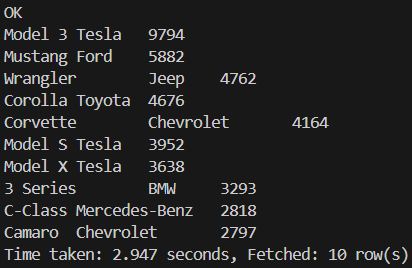 OK
Model 3 Tesla	9794
Mustang Ford	5882
Wrangler	Jeep	4762
Corolla Toyota	4676
Corvette	Chevrolet	4164
Model S Tesla	3952
Model X Tesla	3638
3 Series	BMW	3293
C-Class Mercedes-Benz	2818
Camaro	Chevrolet	2797
Time taken: 2.947 seconds, Fetched: 10 row(s)